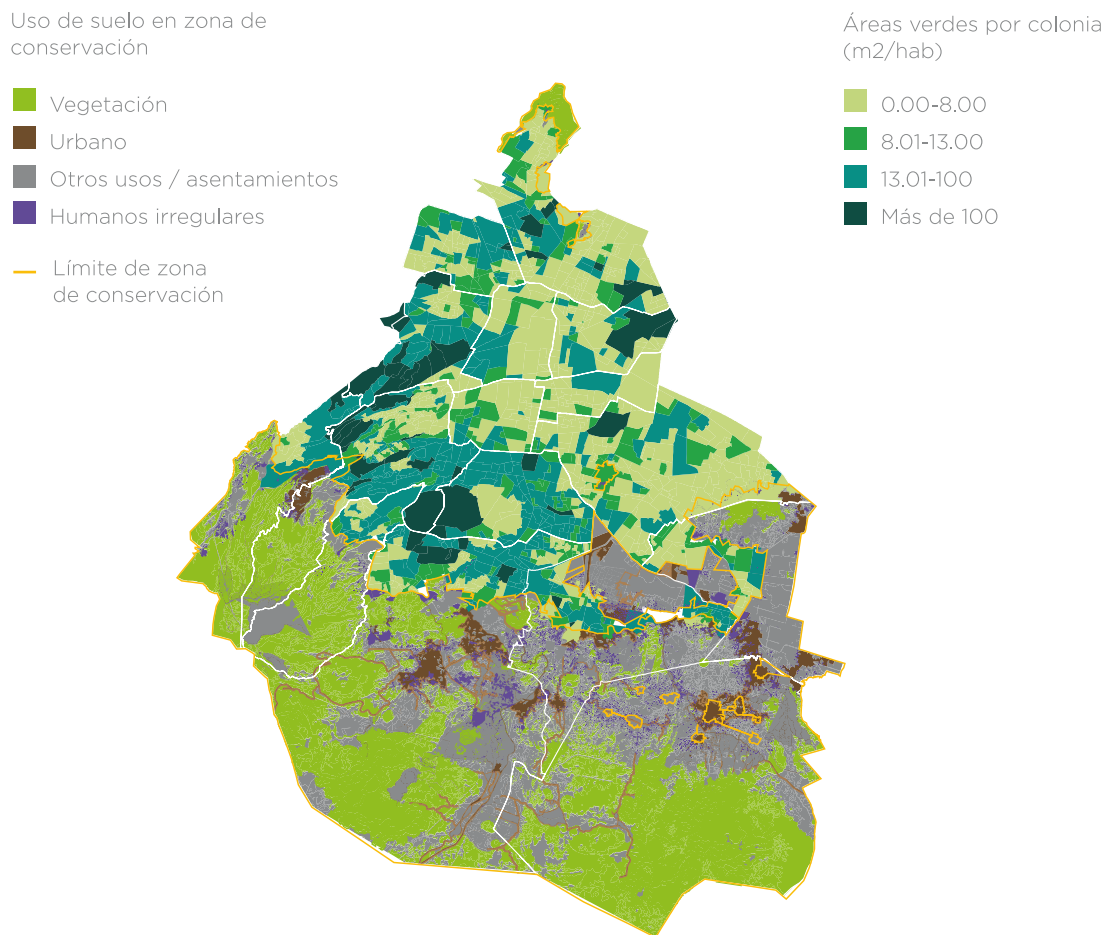 Uso de suelo en zona de
conservación
Vegetación
Urbano
Otros usos / asentamientos
Humanos irregulares
Límite de zona
de conservación
Áreas verdes por colonia
(m2/hab)
0.00-8.00
8.01-13.00
13.01-100
Más de 100